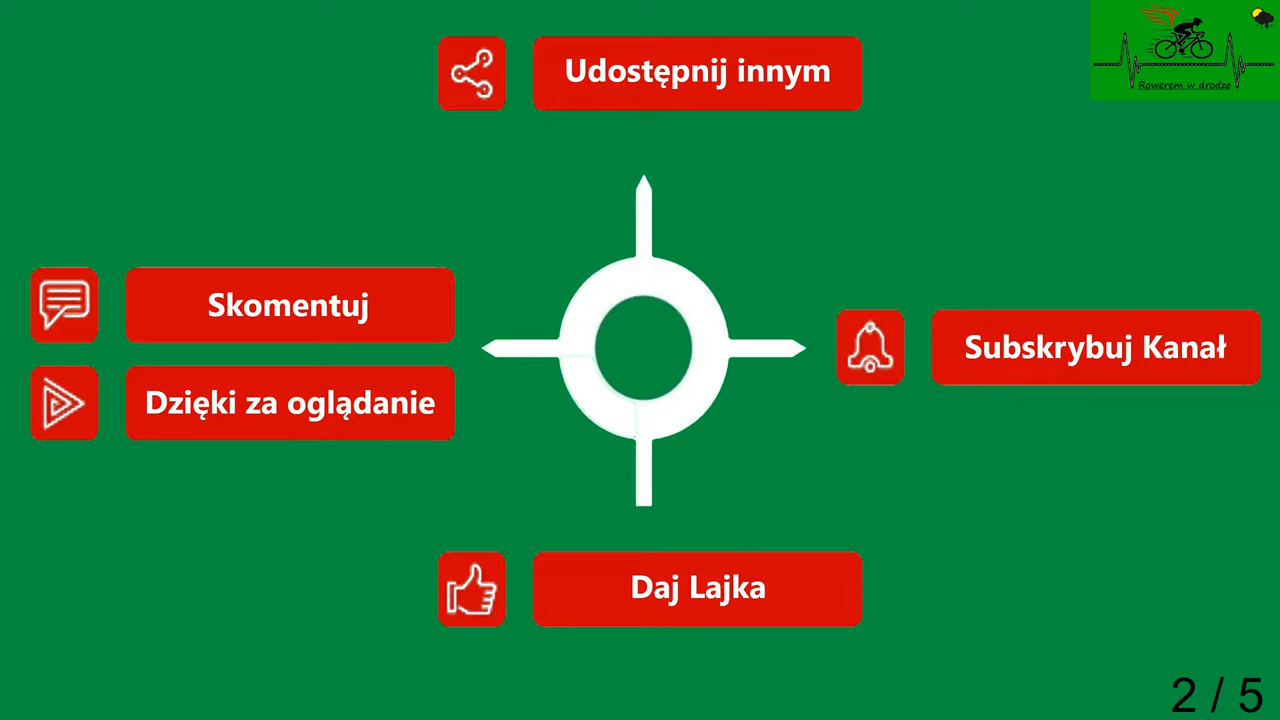 Udostępnij innym
Rowerem w drodze
Skomentuj
Dzięki za oglądanie
Subskrybuj Kanał
Daj Lajka
2 / 5